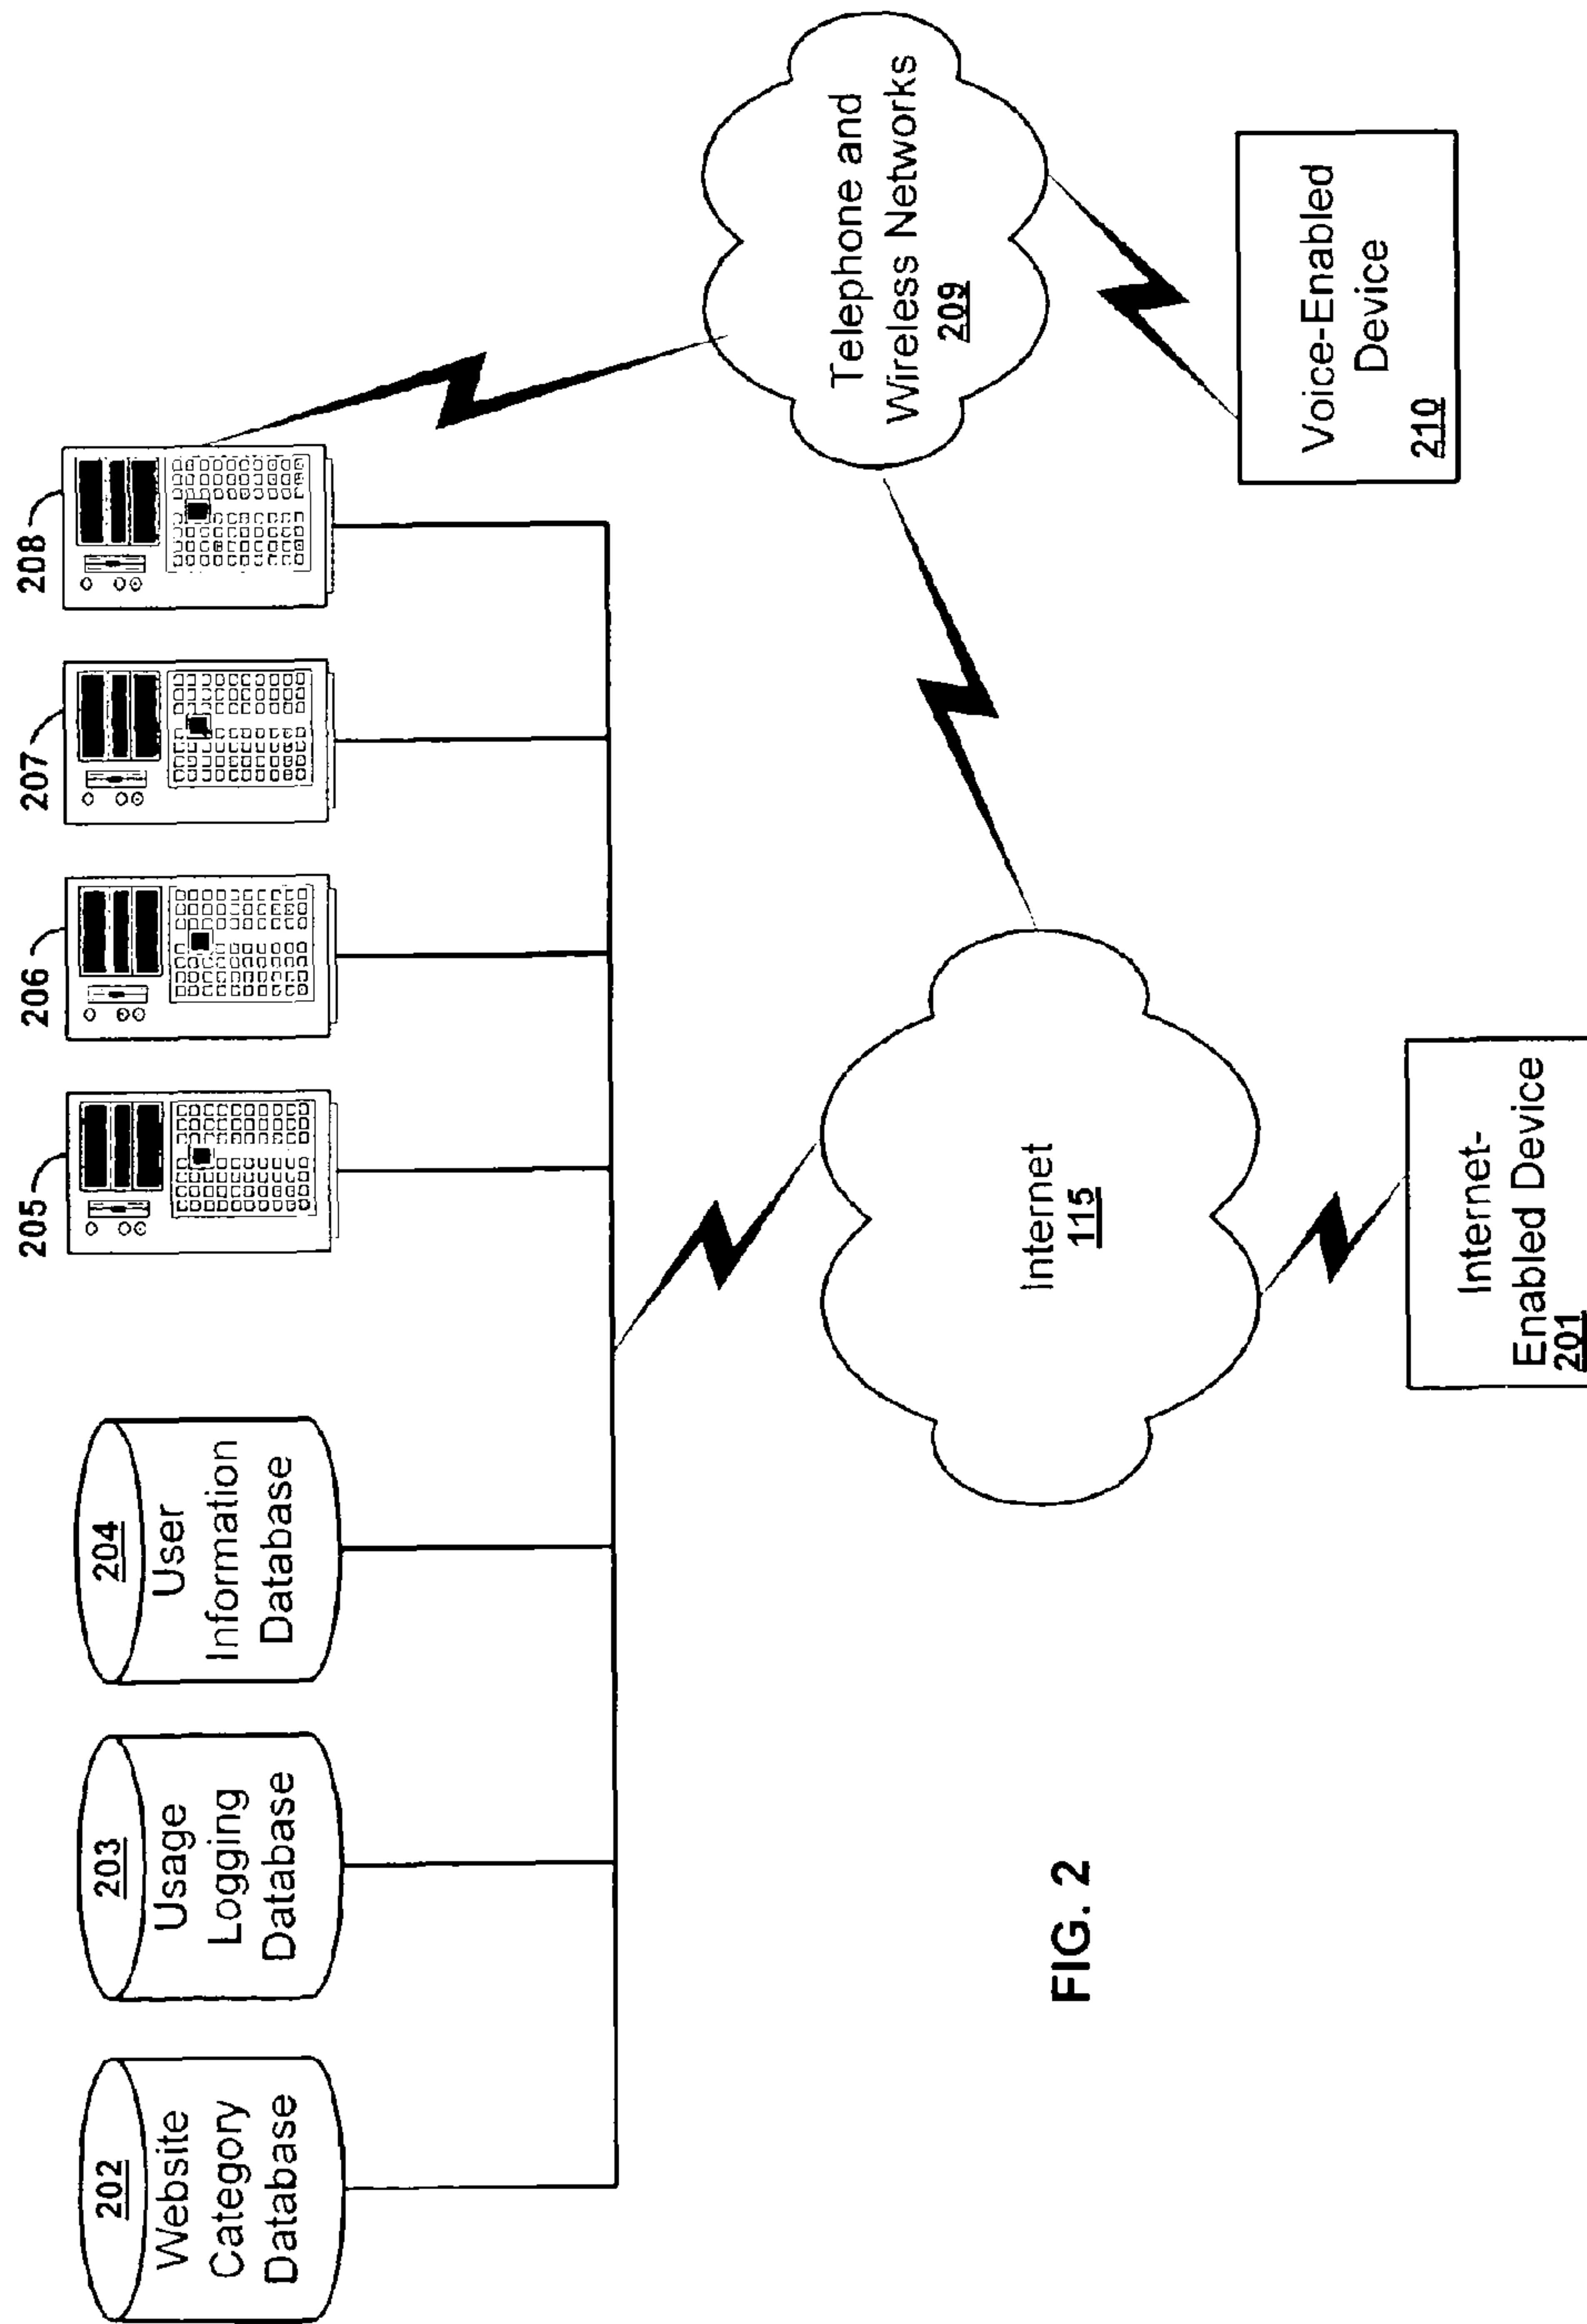 202
Website
Category
Database
203
Usage
Logging
Database
204
User
Information
Database
205
206
207
208
Internet
115
Telephone and
Wireless Networks
209
Internet-
Enabled Device
201
Voice-Enabled
Device
210
FIG. 2